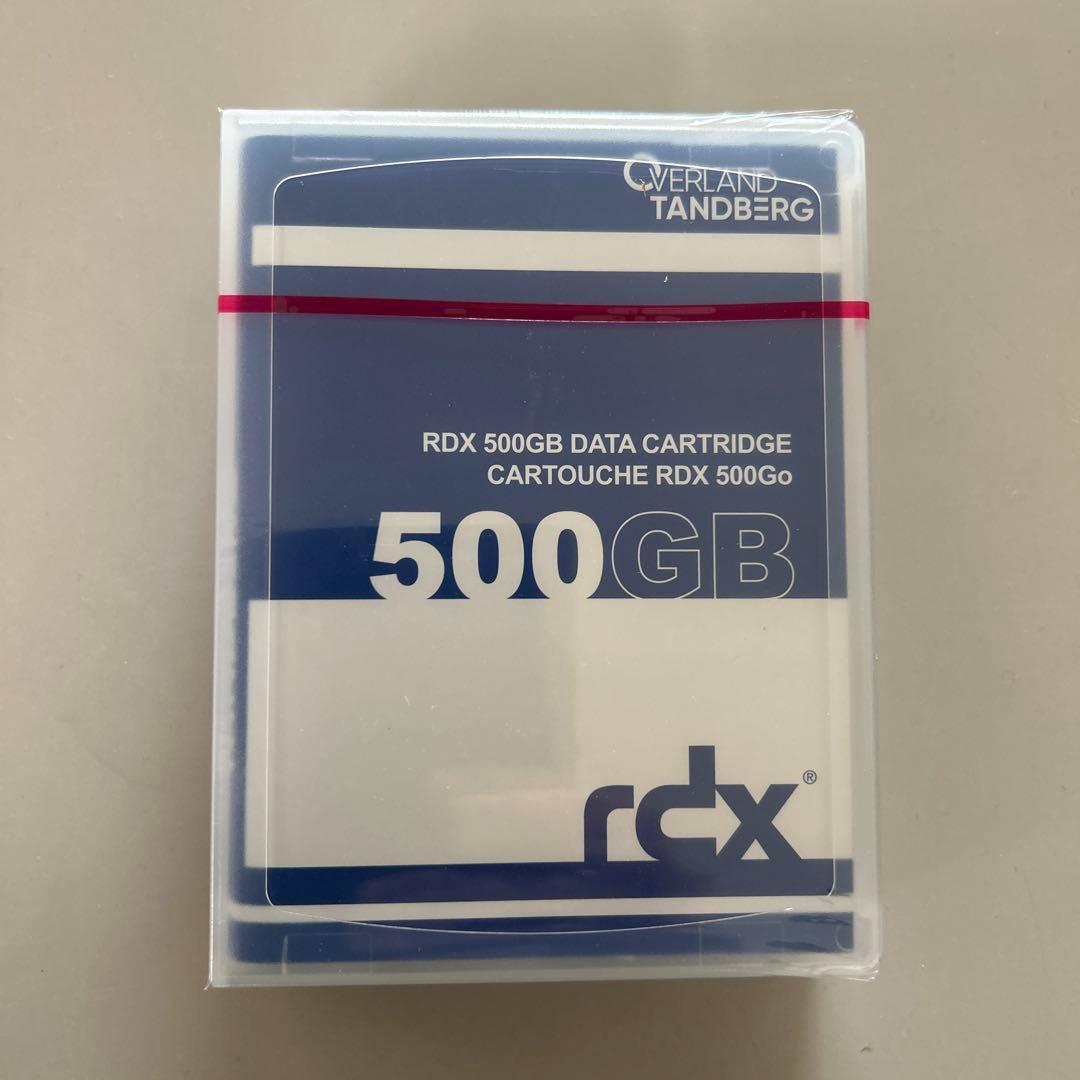 OVERLAND
TANDBERG
RDX 500GB DATA CARTRIDGE
CARTOUCHE RDX 500Go
500GB
rdx®